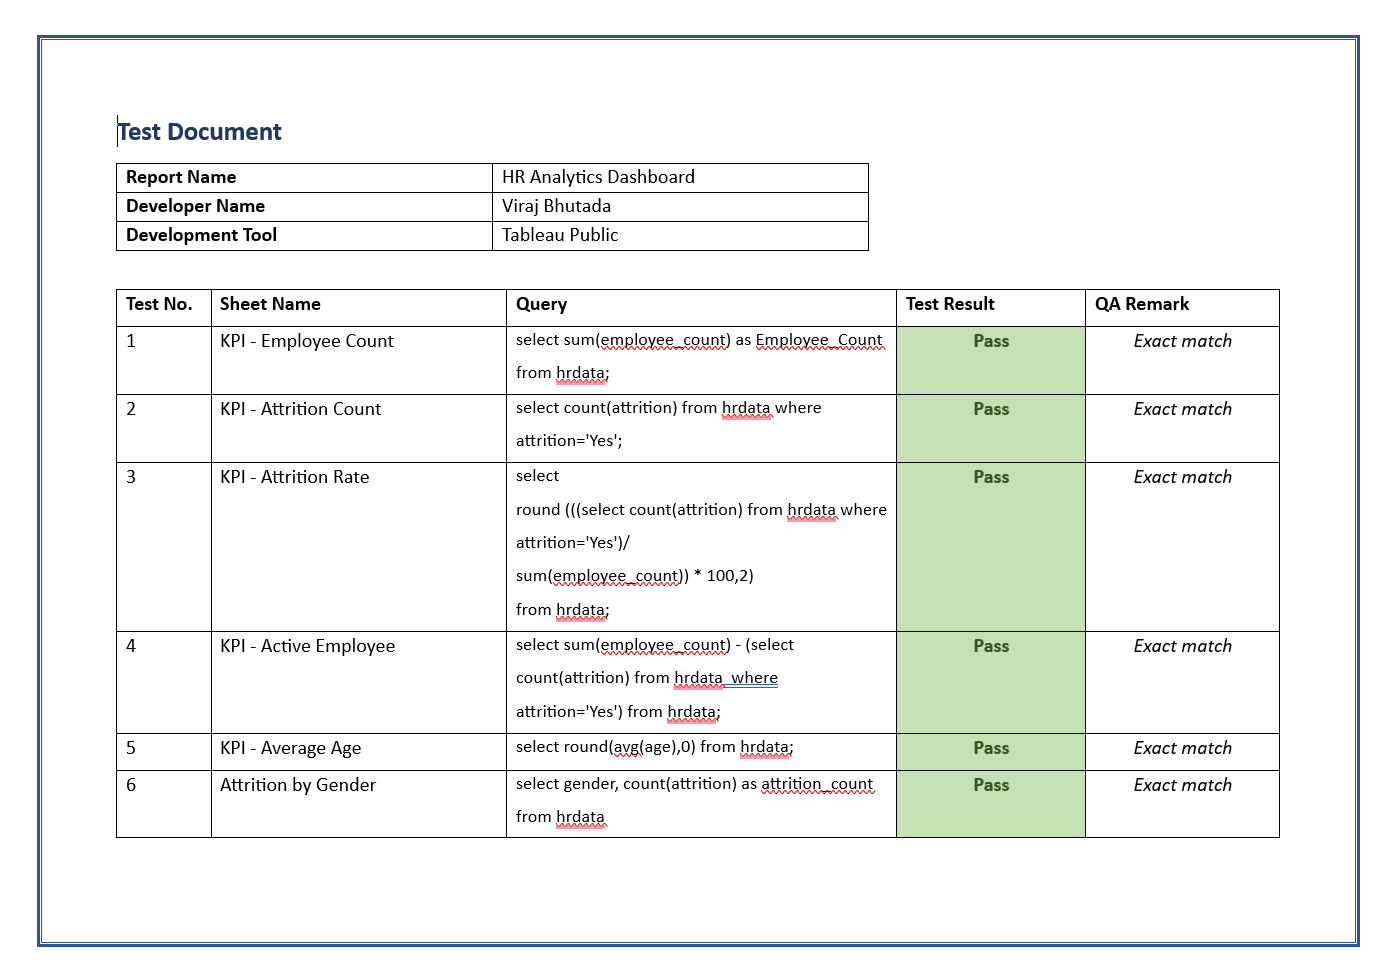 Test Document
Report Name HR Analytics Dashboard
Developer Name Viraj Bhutada
Development Tool Tableau Public
Test No. Sheet Name Query Test Result QA Remark
1 KPI - Employee Count select sum(employee_count) as Employee_Count Pass Exact match
from hrdata;
2 KPI - Attrition Count select count(attrition) from hrdata where Pass Exact match
attrition='Yes';
3 KPI - Attrition Rate select Pass Exact match
round (((select count(attrition) from hrdata where
attrition='Yes')/
sum(employee_count)) * 100,2)
from hrdata;
4 KPI - Active Employee select sum(employee_count) - (select Pass Exact match
count(attrition) from hrdata where
attrition='Yes') from hrdata;
5 KPI - Average Age select round(avg(age),0) from hrdata; Pass Exact match
6 Attrition by Gender select gender, count(attrition) as attrition_count Pass Exact match
from hrdata